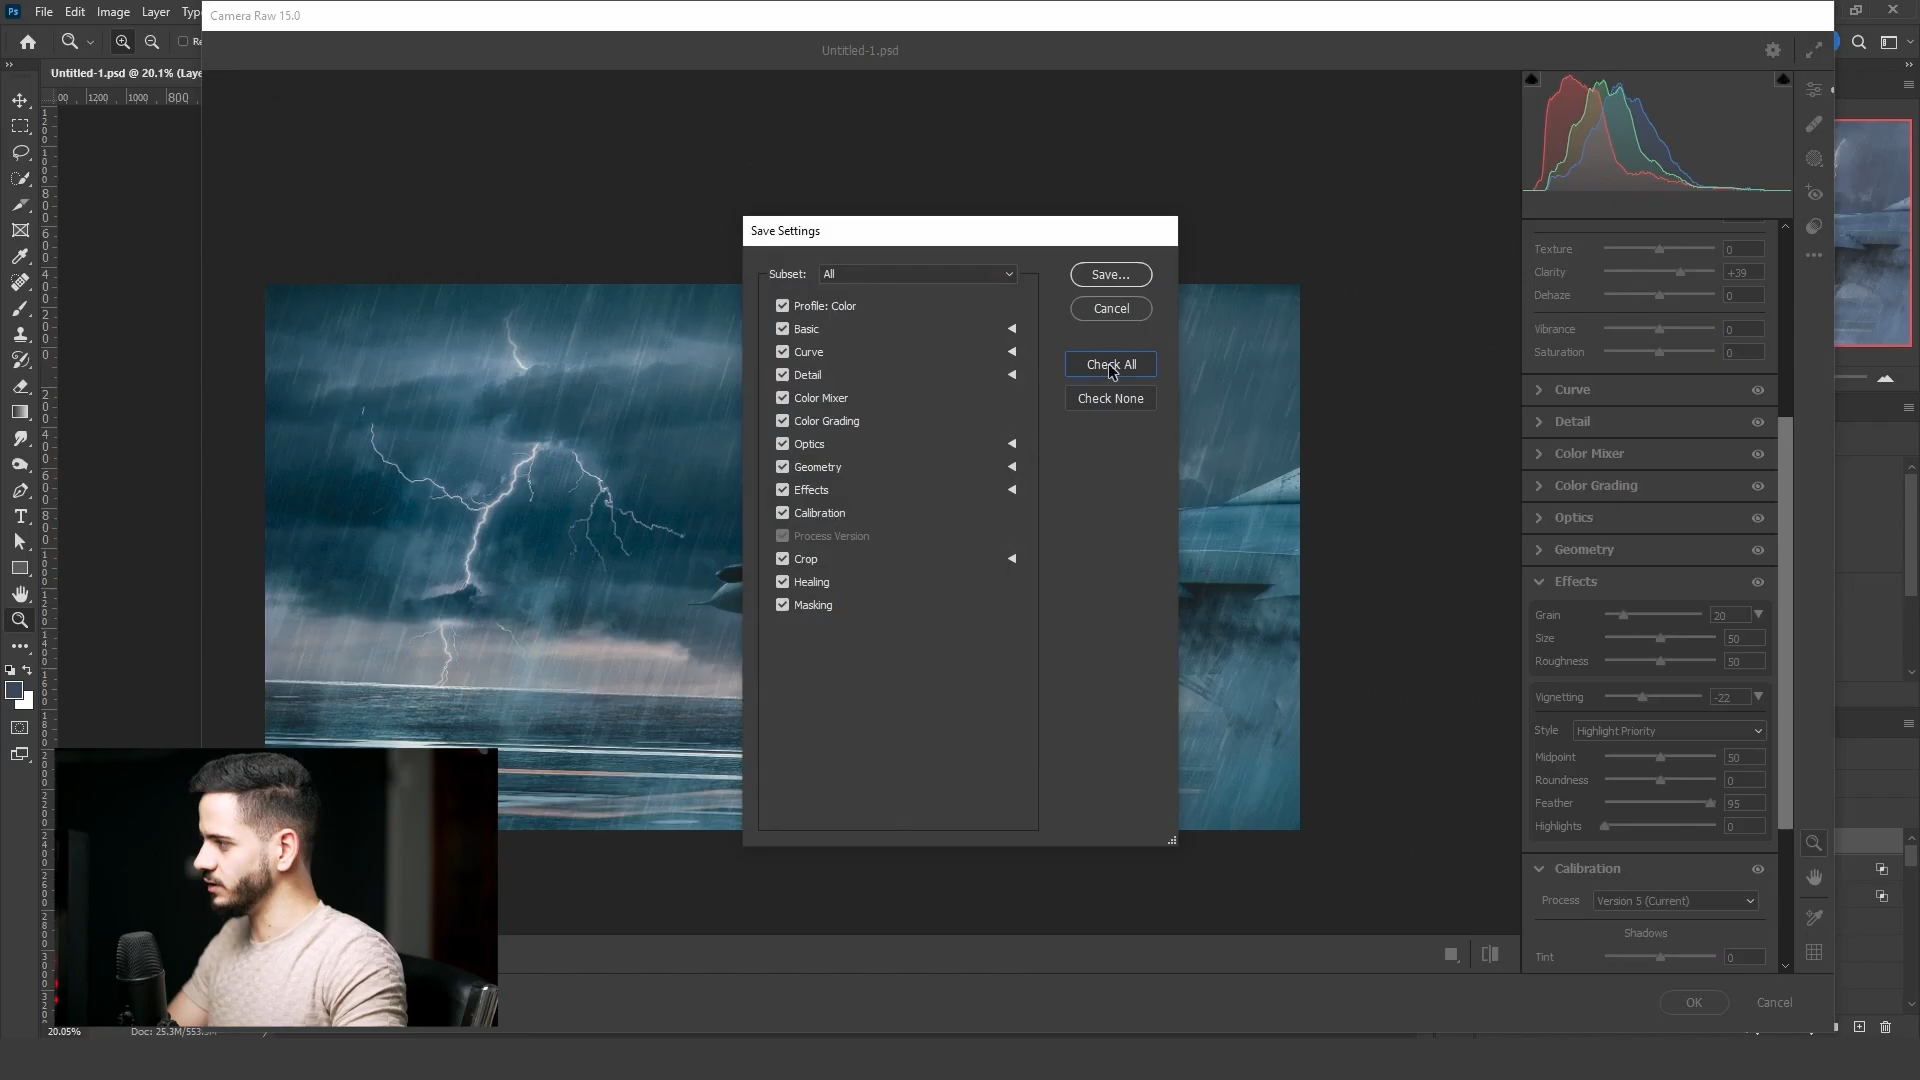 Ps File Edit Image Layer Typ
Camera Raw 15.0
Untitled-1.psd
Untitled-1.psd @ 20.1% (Laye
1200 1000 800
Save Settings
Subset: All
Save...
Cancel
Check All
Check None
Profile: Color
Basic
Curve
Detail
Color Mixer
Color Grading
Optics
Geometry
Effects
Calibration
Process Version
Crop
Healing
Masking
Texture 0
Clarity +39
Dehaze 0
Vibrance 0
Saturation 0
Curve
Detail
Color Mixer
Color Grading
Optics
Geometry
Effects
Grain 20
Size 50
Roughness 50
Vignetting -22
Style Highlight Priority
Midpoint 50
Roundness 0
Feather 95
Highlights 0
Calibration
Process Version 5 (Current)
Shadows
Tint 0
OK Cancel
20.05%